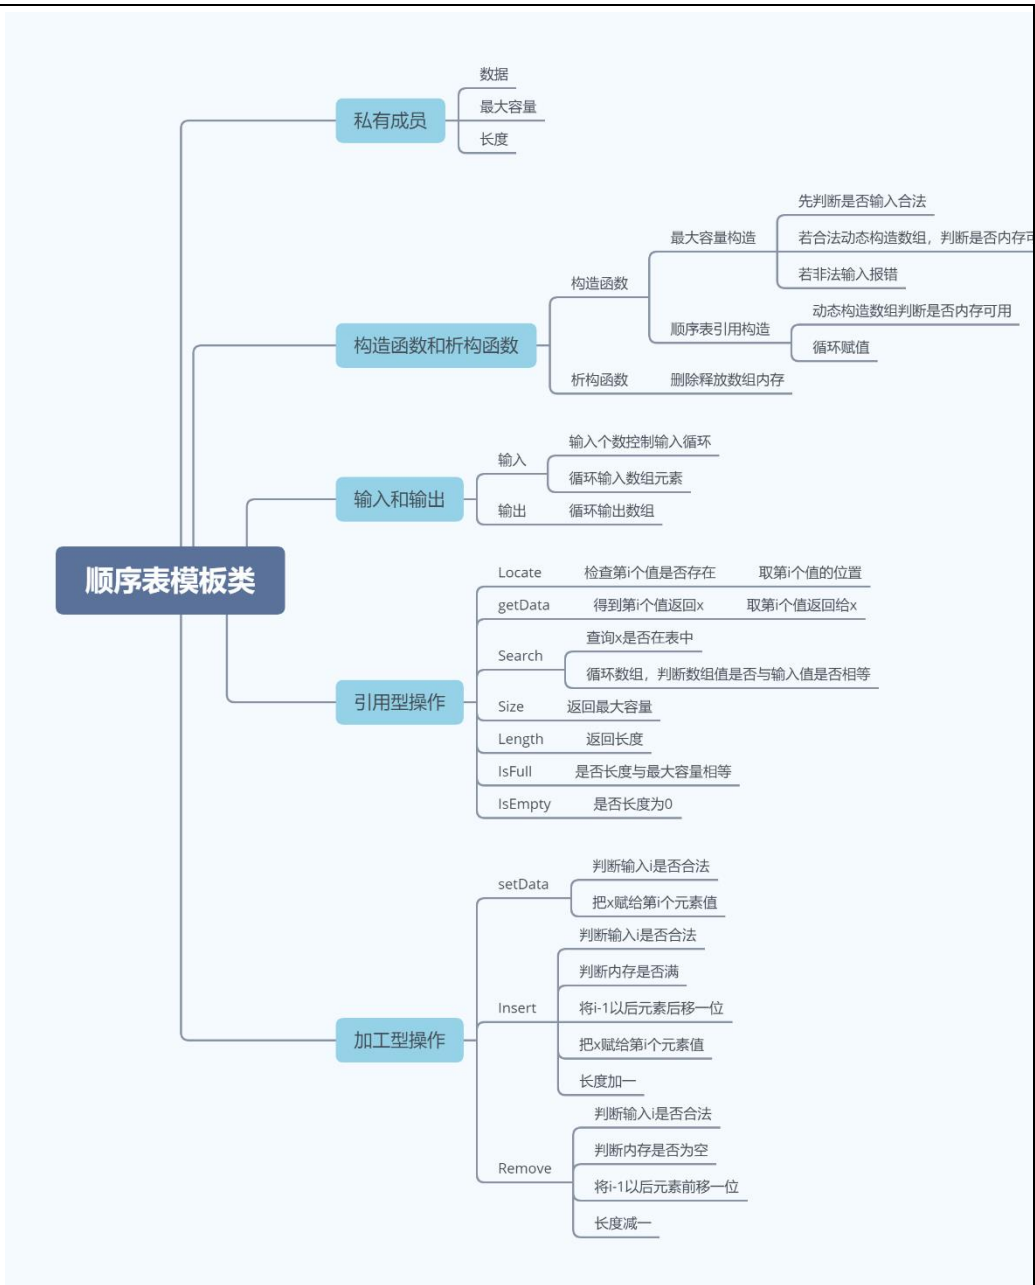 顺序表模板类
私有成员
数据
最大容量
长度
构造函数和析构函数
构造函数
最大容量构造
先判断是否输入合法
若合法动态构造数组，判断是否内存
若非法输入报错
顺序表引用构造
动态构造数组判断是否内存可用
循环赋值
析构函数
删除释放数组内存
输入和输出
输入
输入个数控制输入循环
循环输入数组元素
输出
循环输出数组
引用型操作
Locate
检查第i个值是否存在
取第i个值的位置
getData
得到第i个值返回x
取第i个值返回给x
Search
查询x是否在表中
循环数组，判断数组值是否与输入值是否相等
Size
返回最大容量
Length
返回长度
IsFull
是否长度与最大容量相等
IsEmpty
是否长度为0
加工型操作
setData
判断输入i是否合法
把x赋给第i个元素值
Insert
判断输入i是否合法
判断内存是否满
将i-1以后元素后移一位
把x赋给第i个元素值
长度加一
Remove
判断输入i是否合法
判断内存是否为空
将i-1以后元素前移一位
长度减一